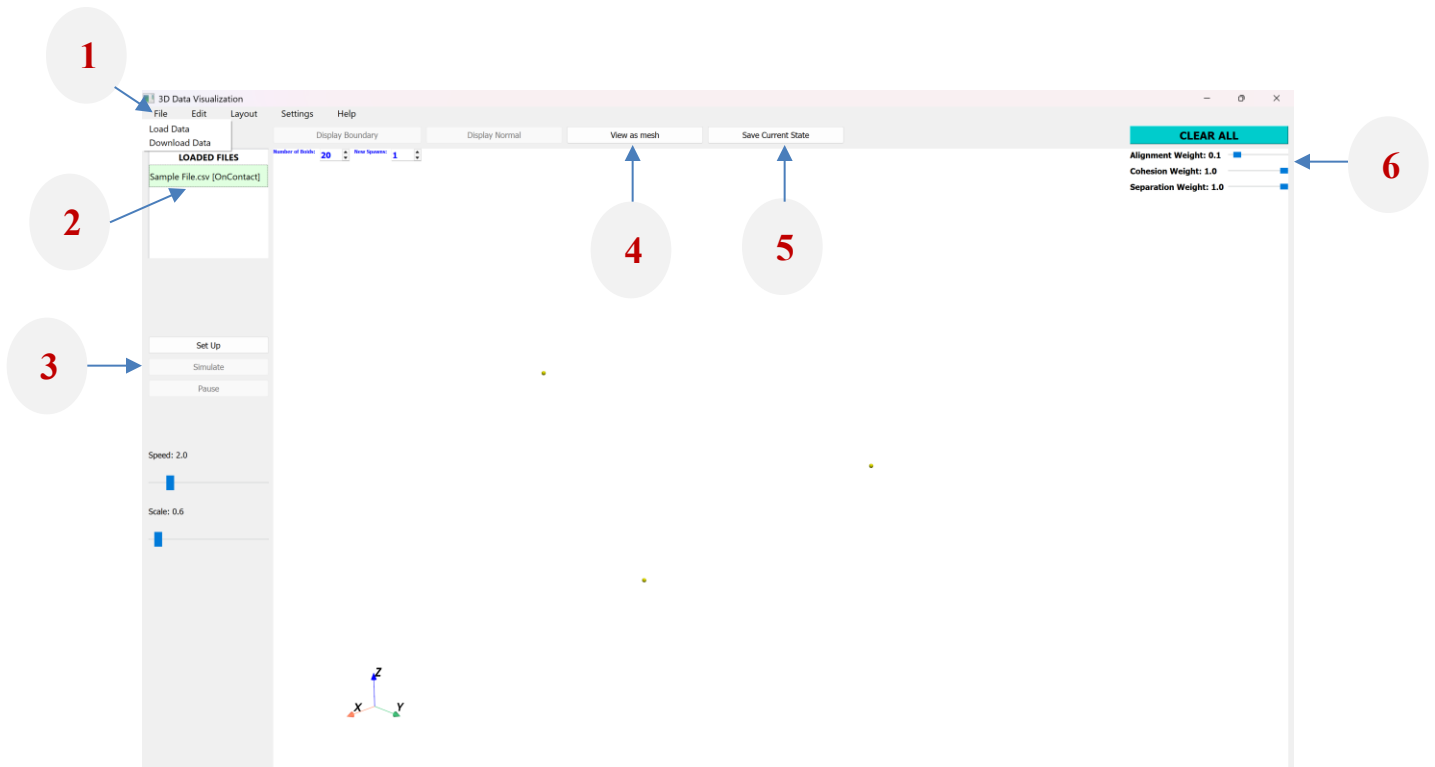 1
3D Data Visualization
File Edit Layout Settings Help
Load Data
Download Data
Display Boundary Display Normal View as mesh Save Current State CLEAR ALL
LOADED FILES
Number of Boids: 20 New Spawns: 1
Alignment Weight: 0.1
Cohesion Weight: 1.0
Separation Weight: 1.0
6
Sample File.csv [OnContact]
2
4
5
Set Up
Simulate
Pause
3
Speed: 2.0
Scale: 0.6
Z
X Y